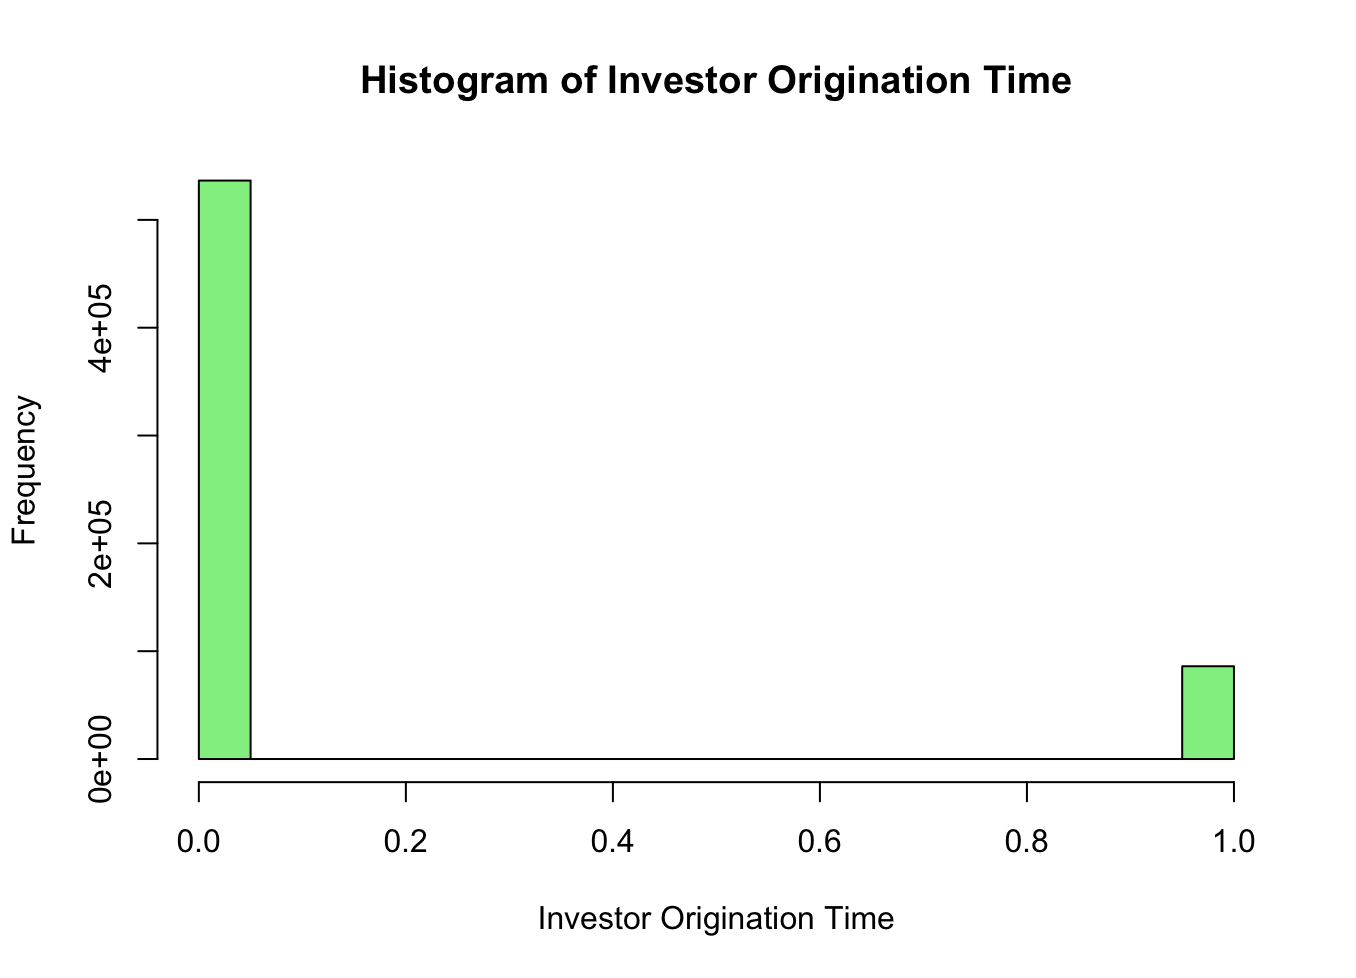 Histogram of Investor Origination Time
Frequency
4e+05
2e+05
0e+00
0.0 0.2 0.4 0.6 0.8 1.0
Investor Origination Time